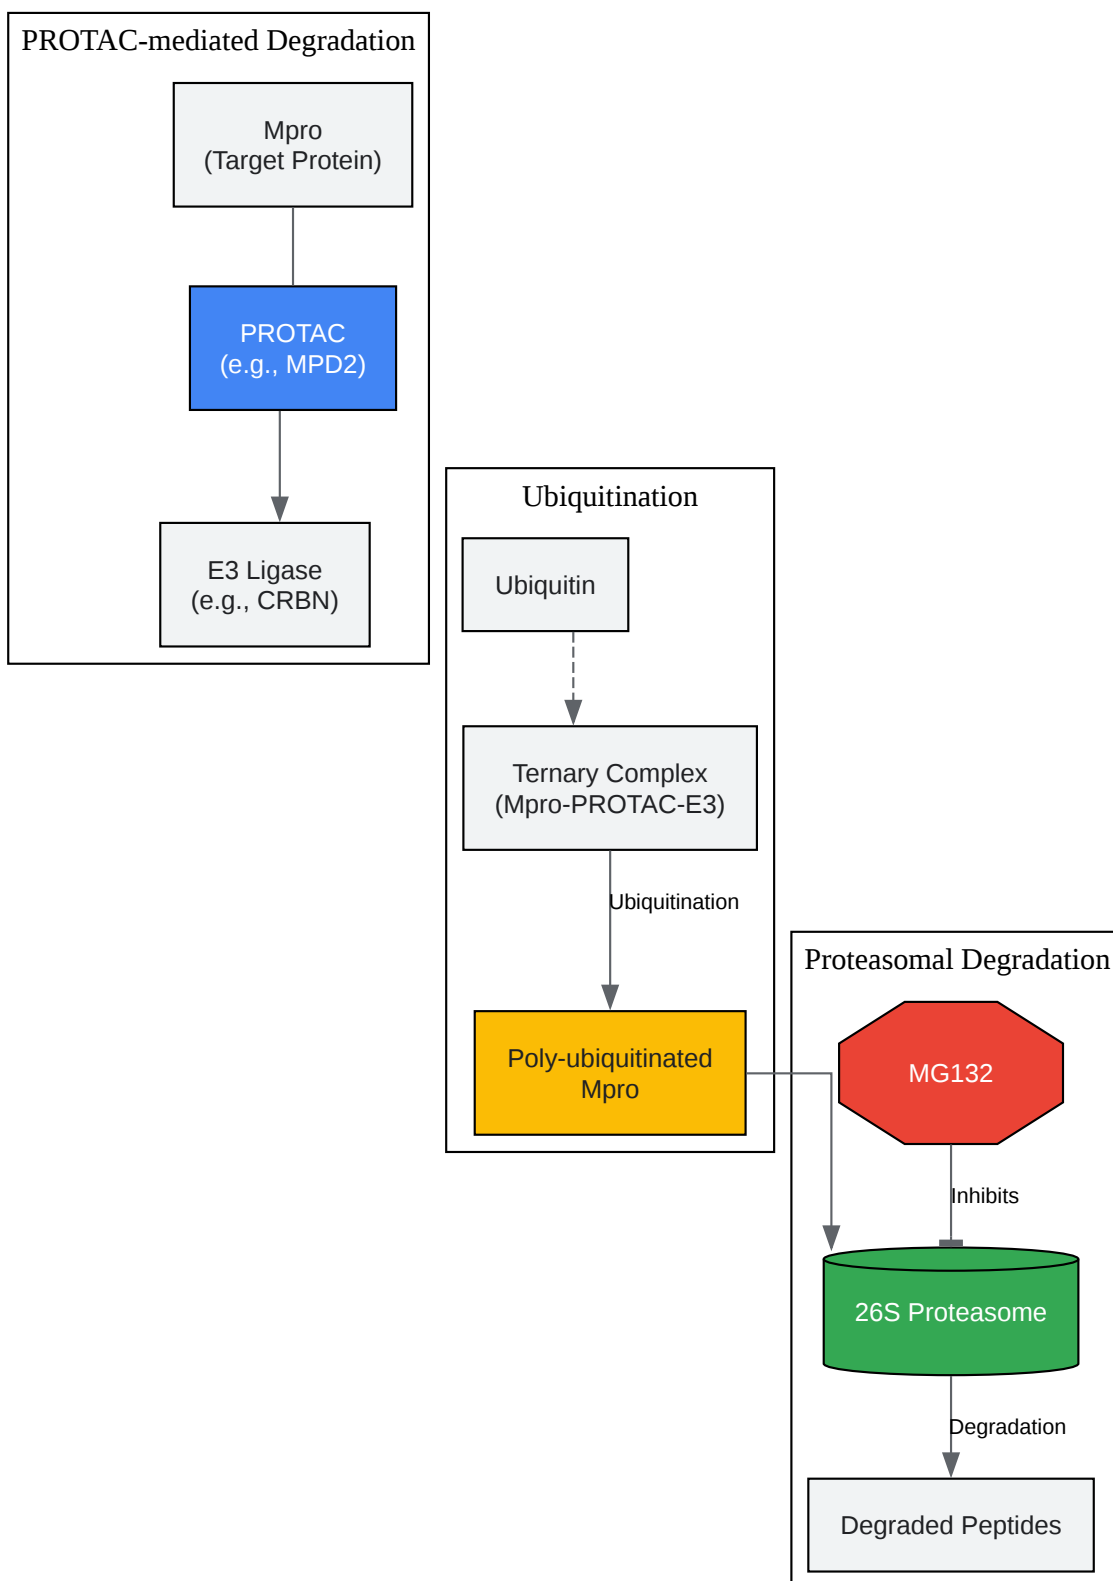 PROTAC-mediated Degradation
Mpro
(Target Protein)
PROTAC
(e.g., MPD2)
E3 Ligase
(e.g., CRBN)
Ubiquitination
Ubiquitin
Ternary Complex
(Mpro-PROTAC-E3)
Ubiquitination
Poly-ubiquitinated
Mpro
Proteasomal Degradation
MG132
Inhibits
26S Proteasome
Degradation
Degraded Peptides